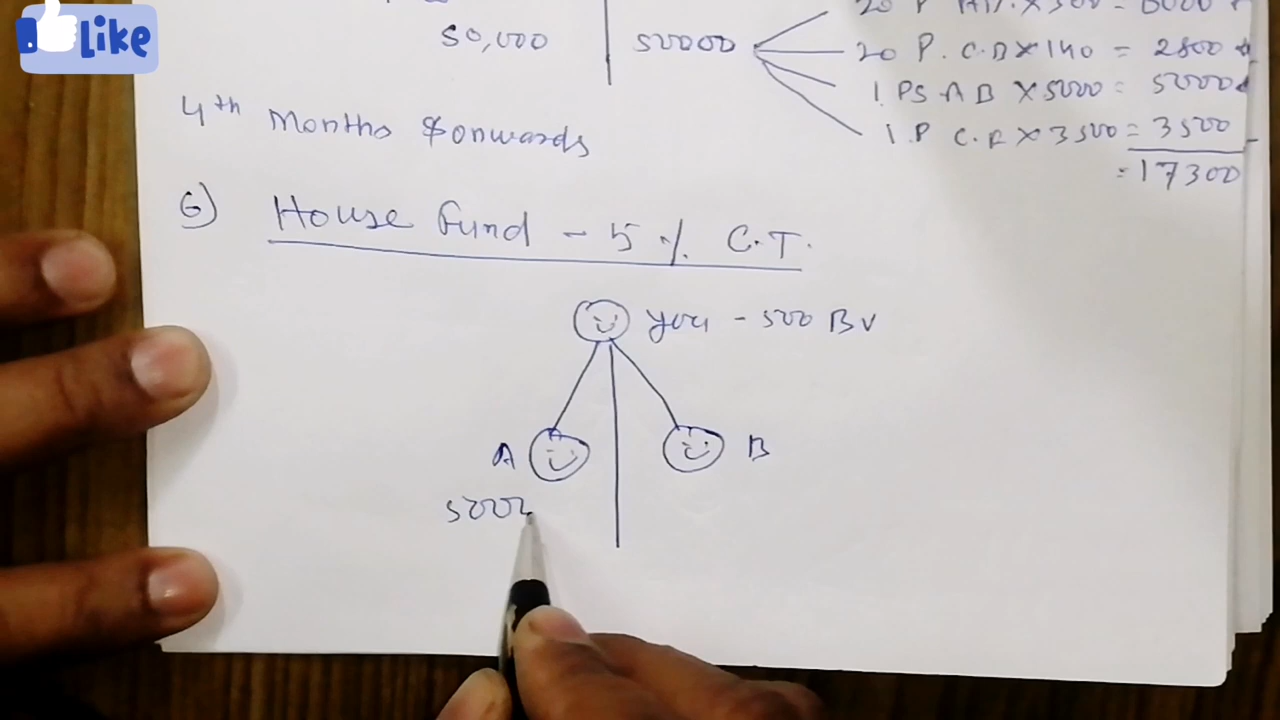 Like
50,000 50000 20 P. C.B × 140 = 2800
1 PS AB × 5000 = 5000
4th Months onwards 1.P C.F × 3500 = 3500
= 17300
6) House Fund - 5 % C.T.
you - 500 BV
A B
5000